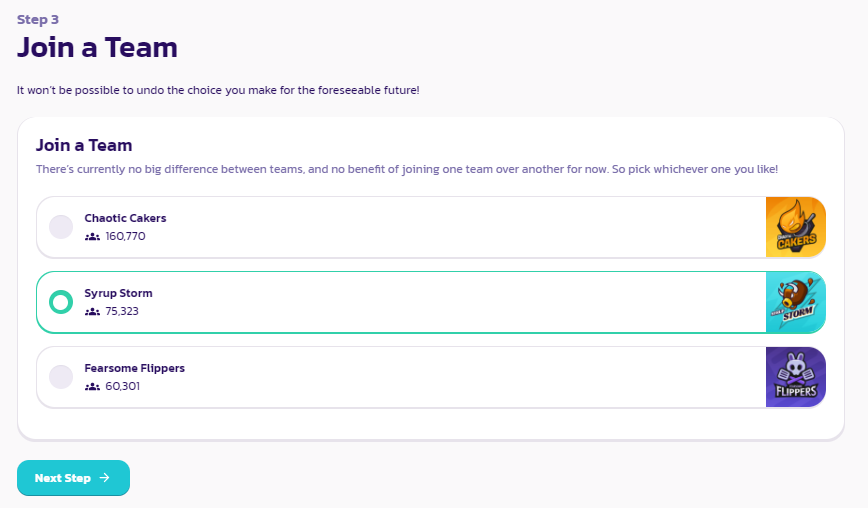 Step 3
Join a Team
It won't be possible to undo the choice you make for the foreseeable future!
Join a Team
There's currently no big difference between teams, and no benefit of joining one team over another for now. So pick whichever one you like!
Chaotic Cakers
160,770
CAKERS
Syrup Storm
75,323
STORM
Fearsome Flippers
60,301
FLIPPERS
Next Step →